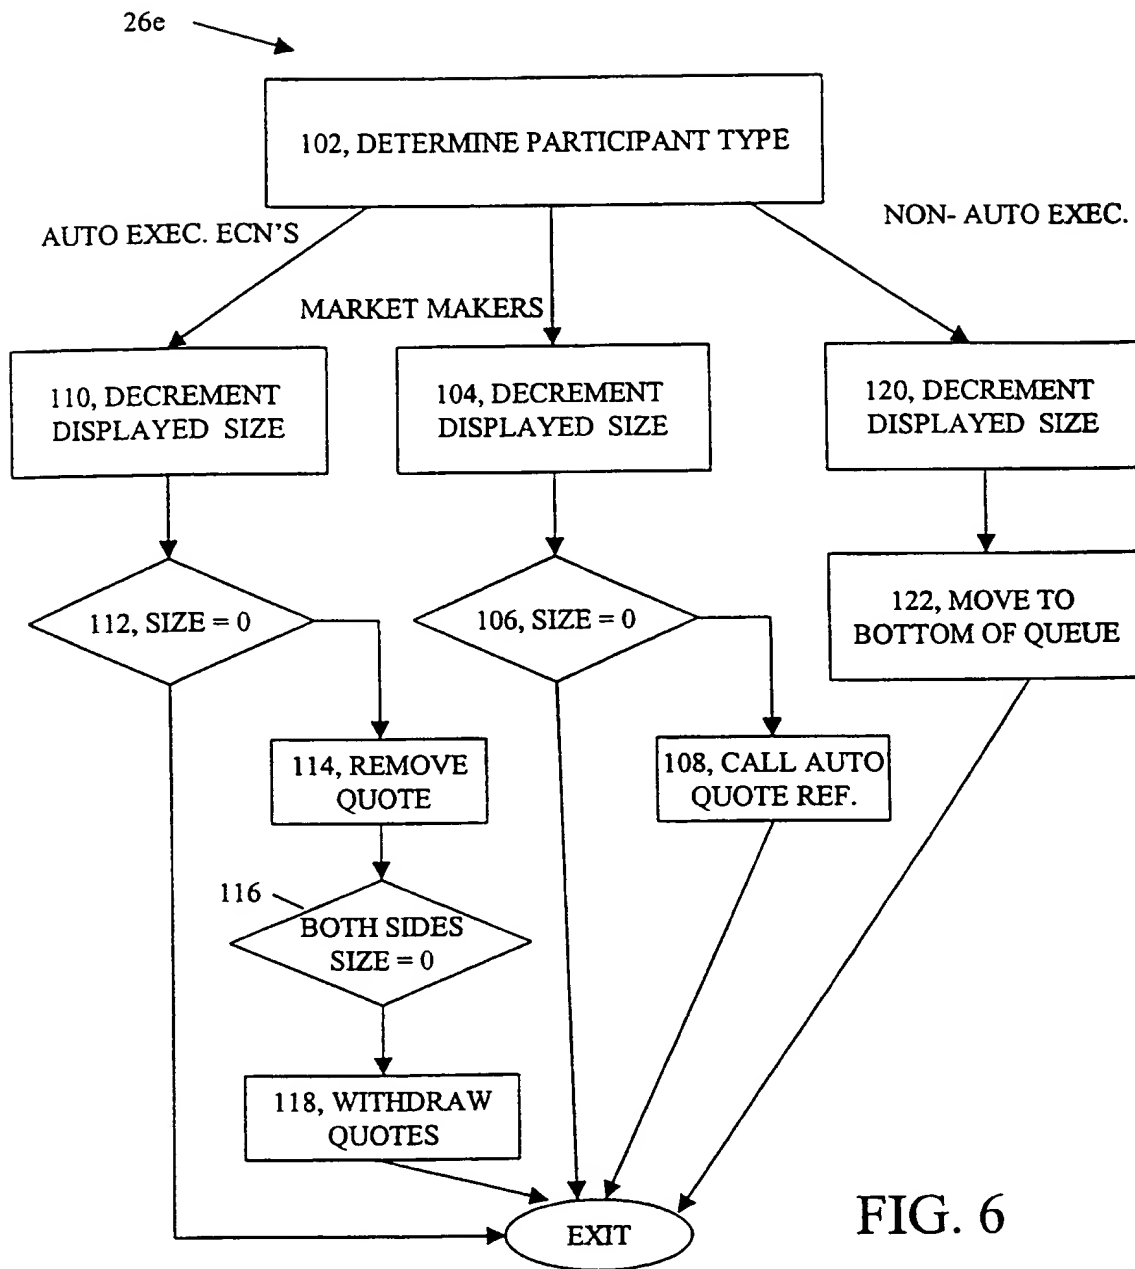 26e
102, DETERMINE PARTICIPANT TYPE
AUTO EXEC. ECN'S
MARKET MAKERS
NON- AUTO EXEC.
110, DECREMENT
DISPLAYED SIZE
104, DECREMENT
DISPLAYED SIZE
120, DECREMENT
DISPLAYED SIZE
112, SIZE = 0
106, SIZE = 0
122, MOVE TO
BOTTOM OF QUEUE
114, REMOVE
QUOTE
108, CALL AUTO
QUOTE REF.
116
BOTH SIDES
SIZE = 0
118, WITHDRAW
QUOTES
EXIT
FIG. 6